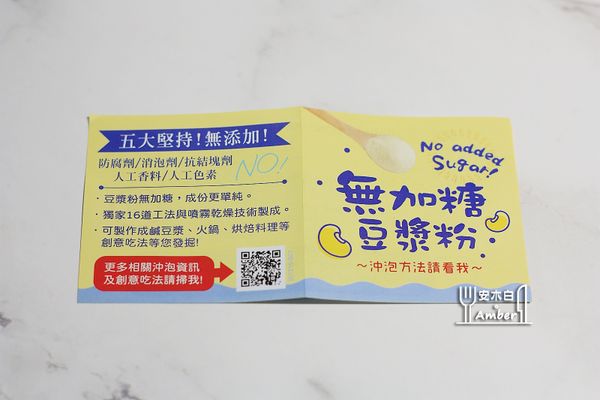 五大堅持!無添加!
防腐劑/消泡劑/抗結塊劑
人工香料/人工色素
NO!
・豆漿粉無加糖，成份更單純。
・獨家16道工法與噴霧乾燥技術製成。
・可製作成鹹豆漿、火鍋、烘焙料理等
創意吃法等您發掘!
更多相關沖泡資訊
及創意吃法請掃我!
No added
Sugar!
無加糖
豆漿粉
～沖泡方法請看我～
安木白
Amber